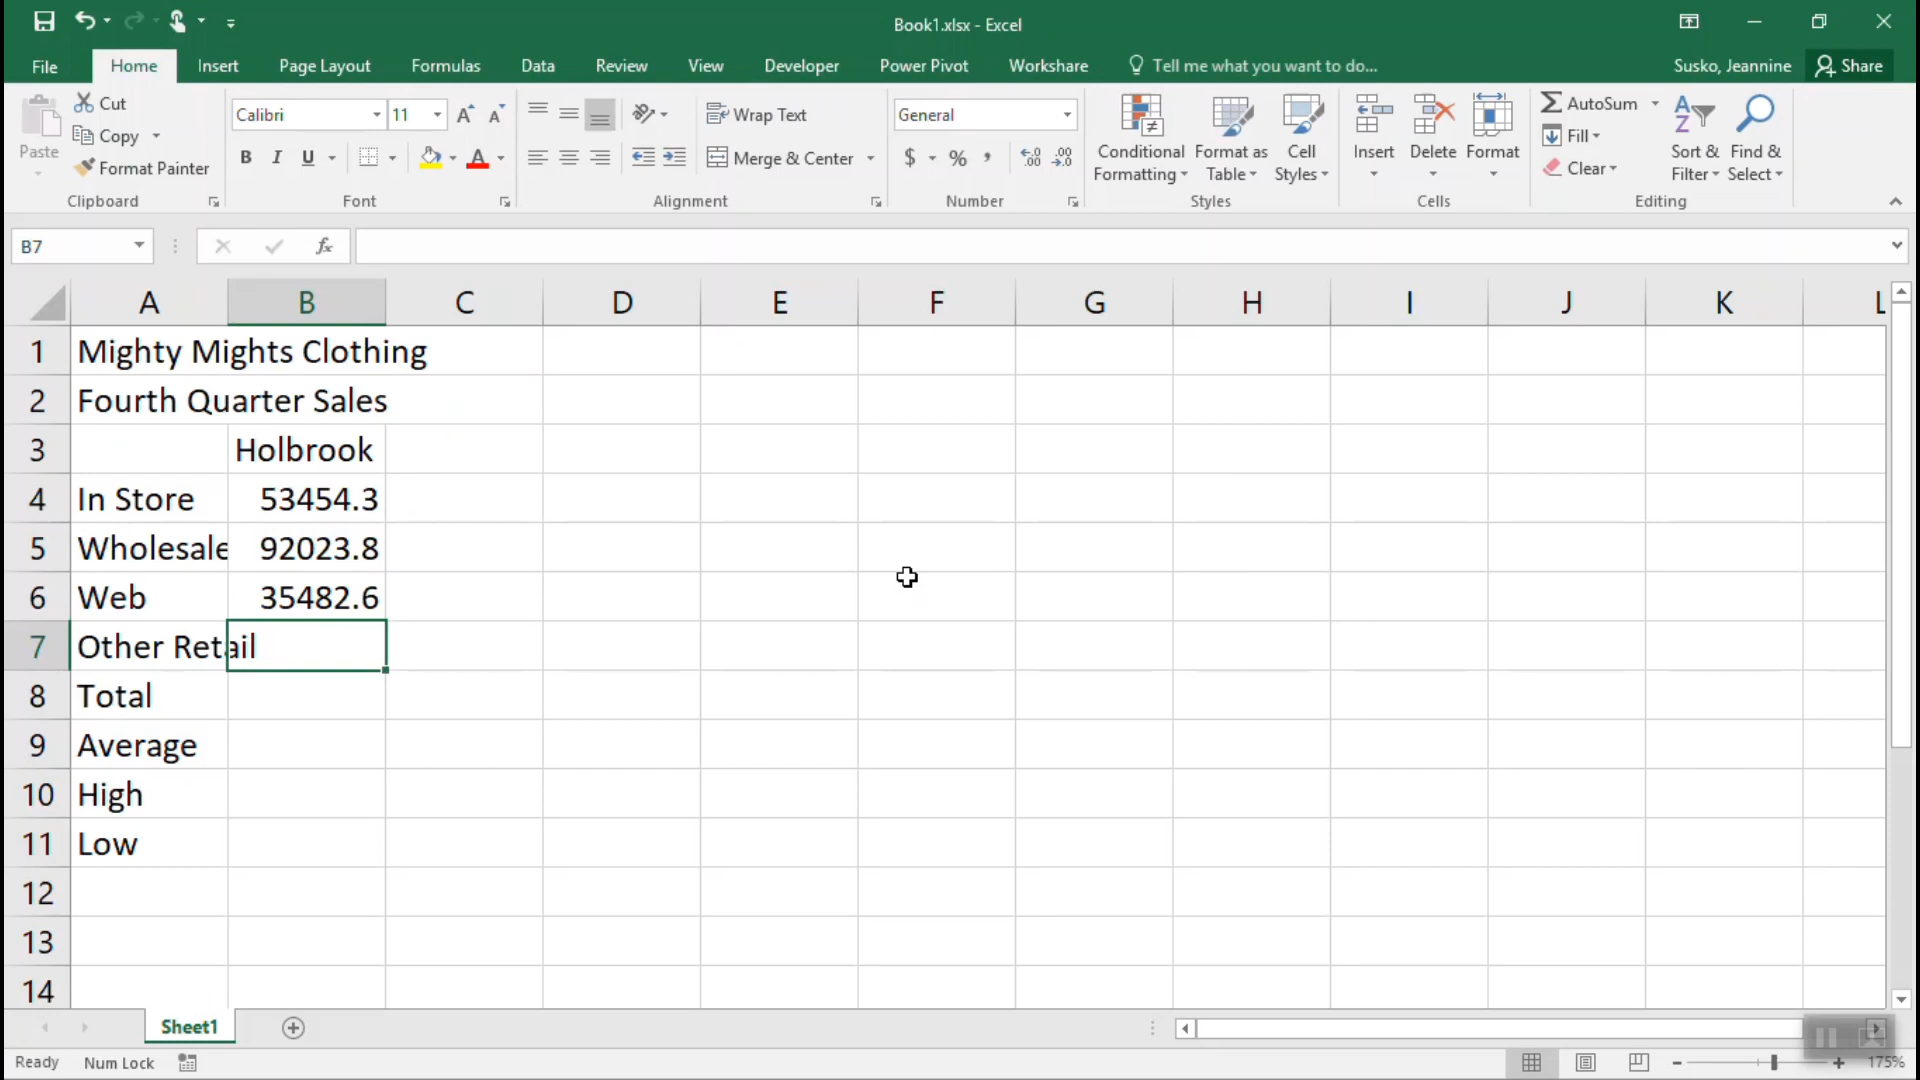 Book1.xlsx - Excel
File Home Insert Page Layout Formulas Data Review View Developer Power Pivot Workshare Tell me what you want to do... Susko, Jeannine Share
Paste
Cut
Copy
Format Painter
Clipboard
Calibri 11
B I U A
Font
Wrap Text
Merge & Center
Alignment
General
$ % , .00 .0
Number
Conditional Formatting
Format as Table
Cell Styles
Styles
Insert
Delete
Format
Cells
AutoSum
Fill
Clear
Sort & Filter
Find & Select
Editing
B7 fx
A B C D E F G H I J K L
1 Mighty Mights Clothing
2 Fourth Quarter Sales
3 Holbrook
4 In Store 53454.3
5 Wholesale 92023.8
6 Web 35482.6
7 Other Retail
8 Total
9 Average
10 High
11 Low
12
13
14
Sheet1
Ready Num Lock 175%